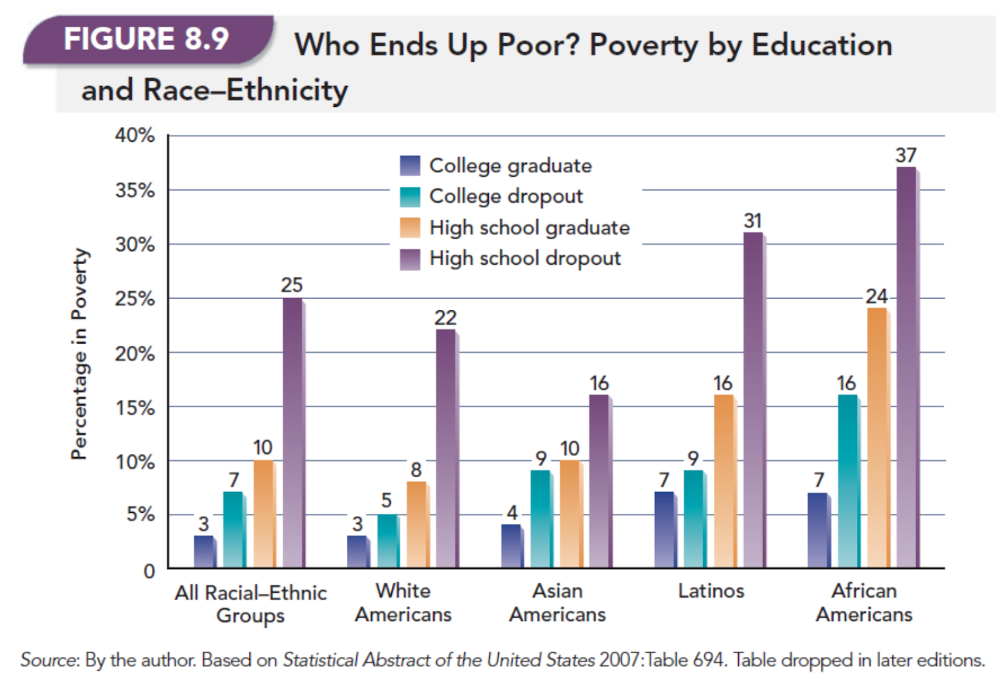 FIGURE 8.9
Who Ends Up Poor? Poverty by Education
and Race–Ethnicity
40%
35%
30%
25%
20%
15%
10%
5%
0
Percentage in Poverty
College graduate
College dropout
High school graduate
High school dropout
3
7
10
25
3
5
8
22
4
9
10
16
7
9
16
31
7
16
24
37
All Racial–Ethnic
Groups
White
Americans
Asian
Americans
Latinos
African
Americans
Source: By the author. Based on Statistical Abstract of the United States 2007:Table 694. Table dropped in later editions.